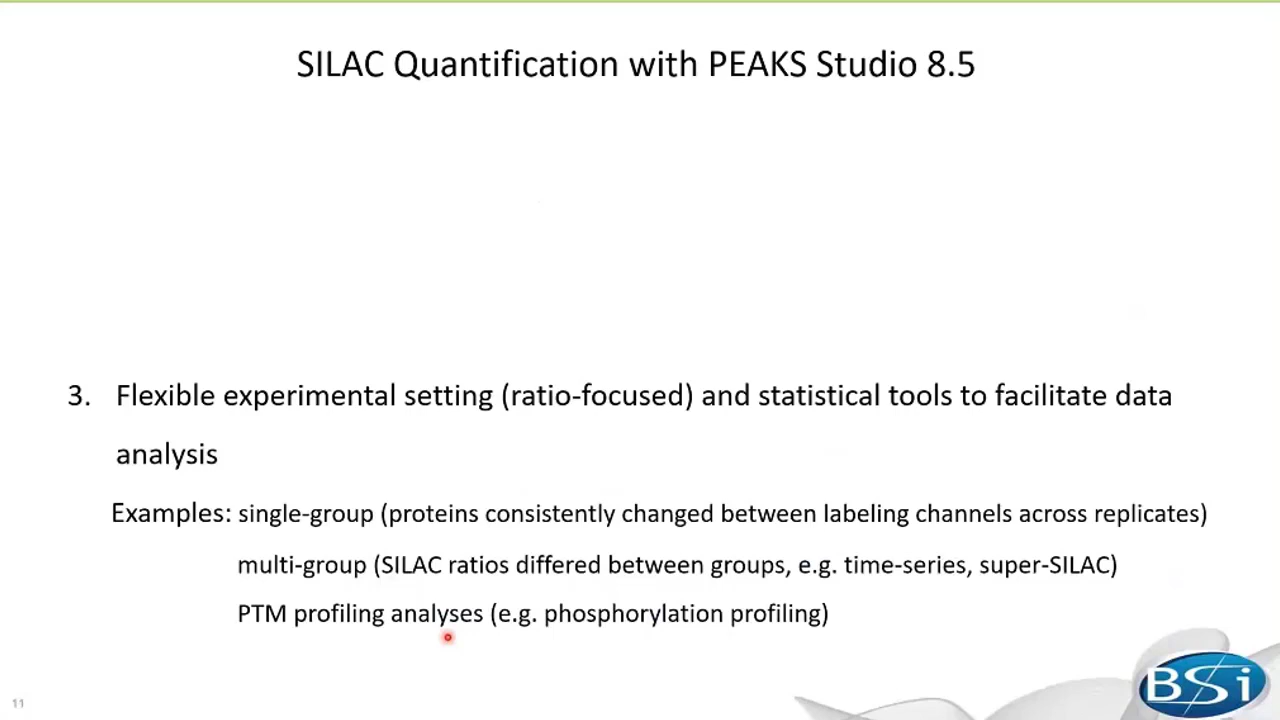 SILAC Quantification with PEAKS Studio 8.5
3. Flexible experimental setting (ratio-focused) and statistical tools to facilitate data
analysis
Examples: single-group (proteins consistently changed between labeling channels across replicates)
multi-group (SILAC ratios differed between groups, e.g. time-series, super-SILAC)
PTM profiling analyses (e.g. phosphorylation profiling)
11
BSi